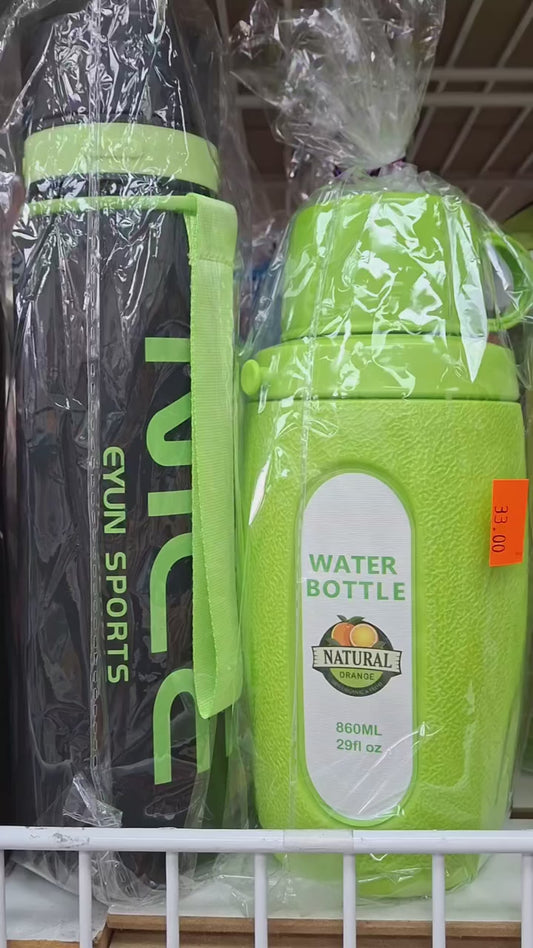 EYUN SPORTS
WATER
BOTTLE
NATURAL
ORANGE
860ML
29fl oz
33.00